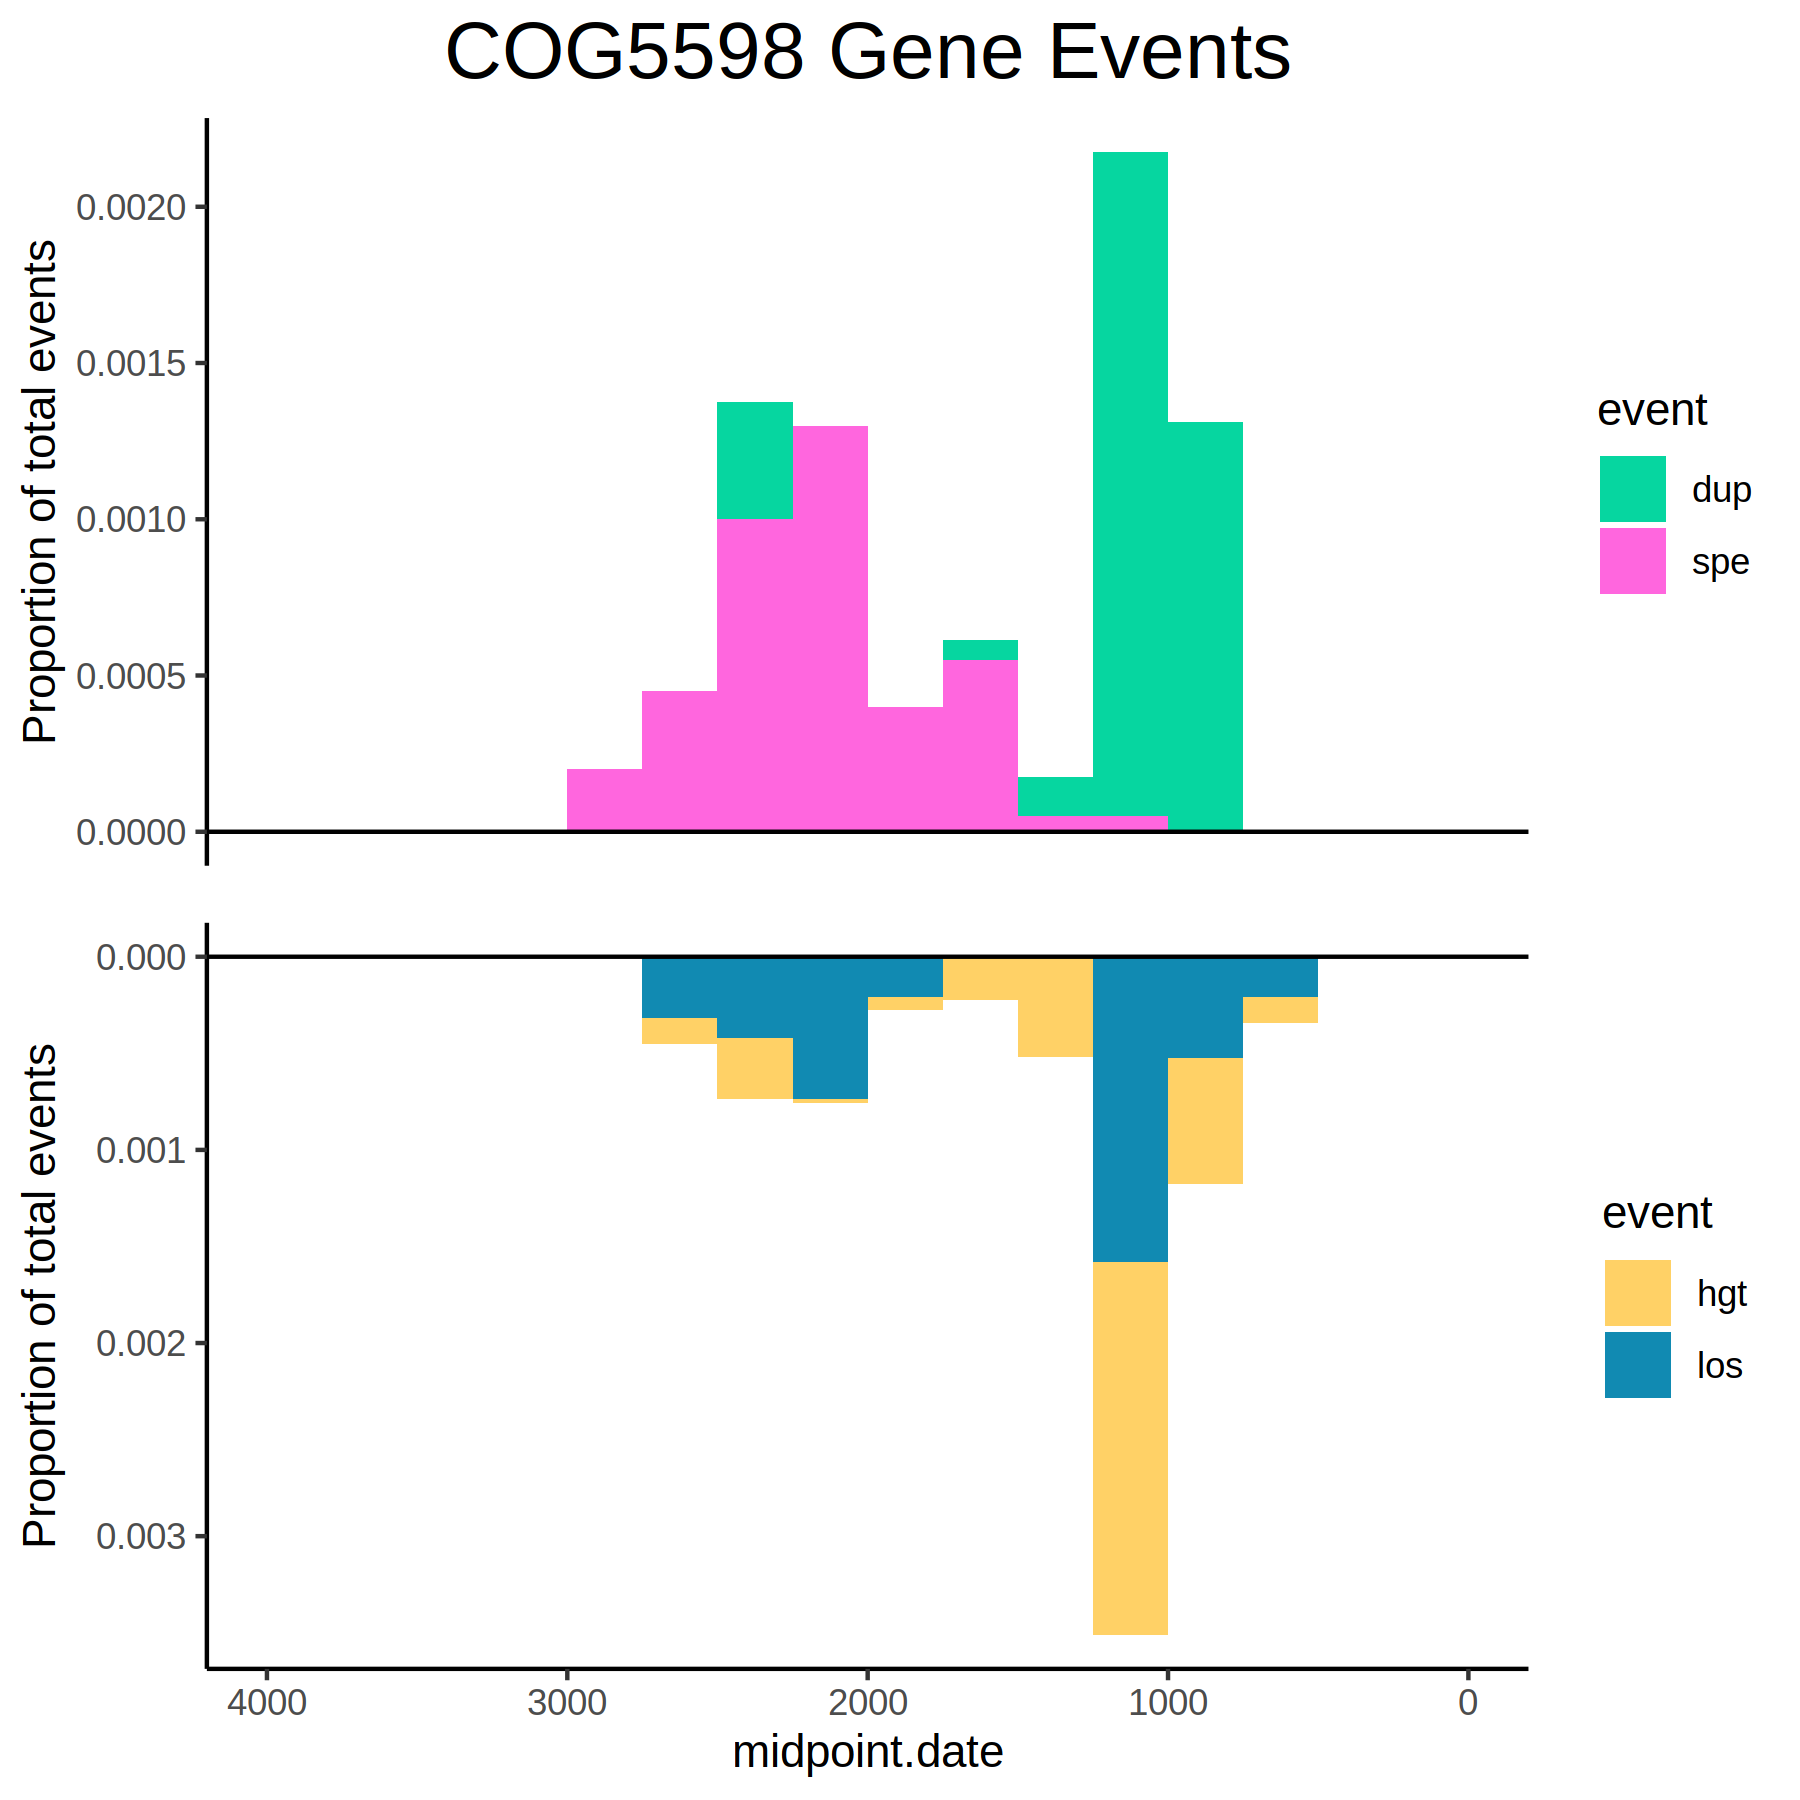 COG5598 Gene Events
Proportion of total events
0.0020
0.0015
0.0010
0.0005
0.0000
event
dup
spe
Proportion of total events
0.000
0.001
0.002
0.003
event
hgt
los
4000 3000 2000 1000 0
midpoint.date